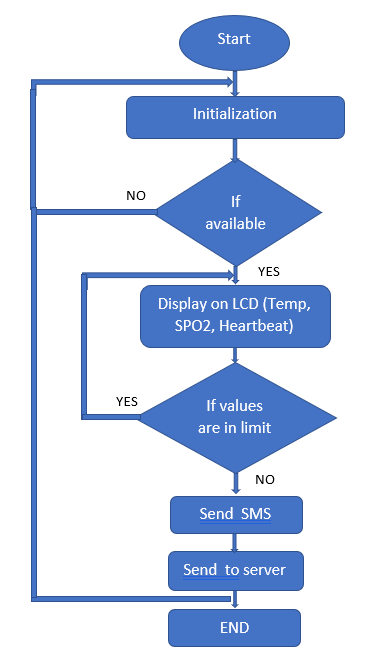 Start
Initialization
NO
If
available
YES
Display on LCD (Temp,
SPO2, Heartbeat)
YES
If values
are in limit
NO
Send  SMS
Send  to server
END